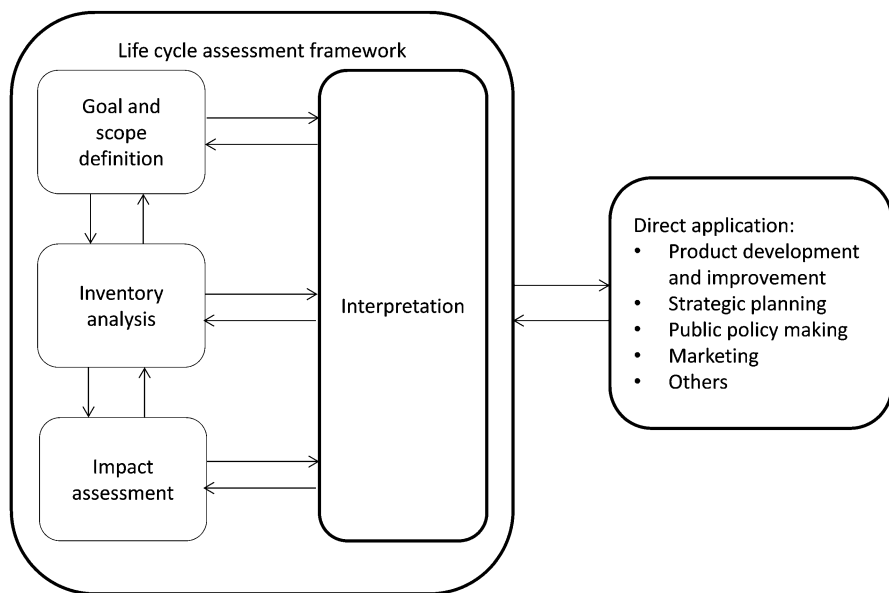 Life cycle assessment framework
Goal and
scope
definition
Inventory
analysis
Impact
assessment
Interpretation
Direct application:
• Product development
and improvement
• Strategic planning
• Public policy making
• Marketing
• Others